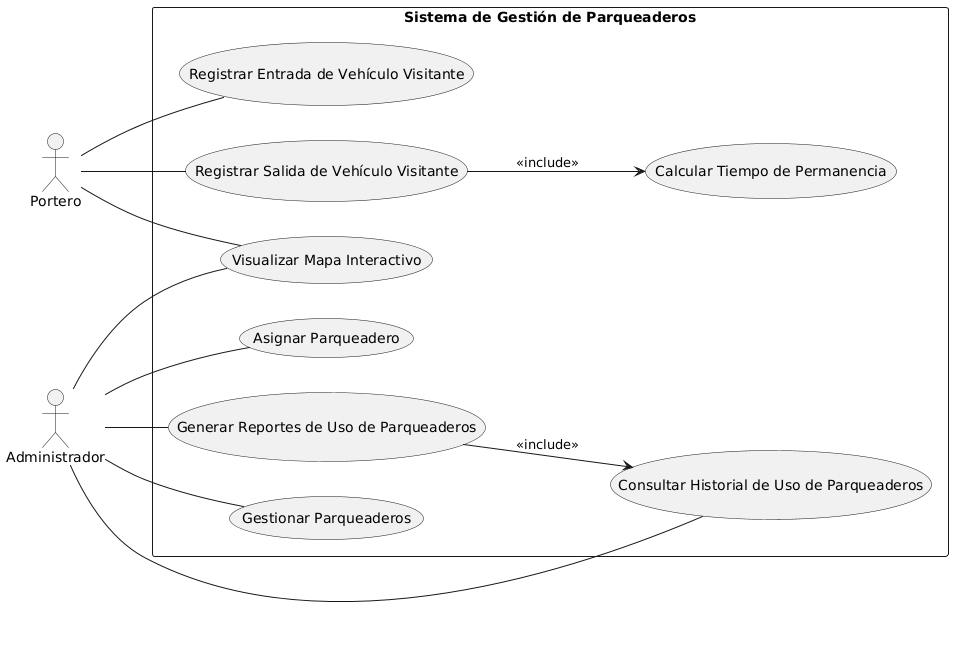 Sistema de Gestión de Parqueaderos
Registrar Entrada de Vehículo Visitante
Registrar Salida de Vehículo Visitante
«include»
Calcular Tiempo de Permanencia
Portero
Visualizar Mapa Interactivo
Asignar Parqueadero
Generar Reportes de Uso de Parqueaderos
«include»
Administrador
Consultar Historial de Uso de Parqueaderos
Gestionar Parqueaderos